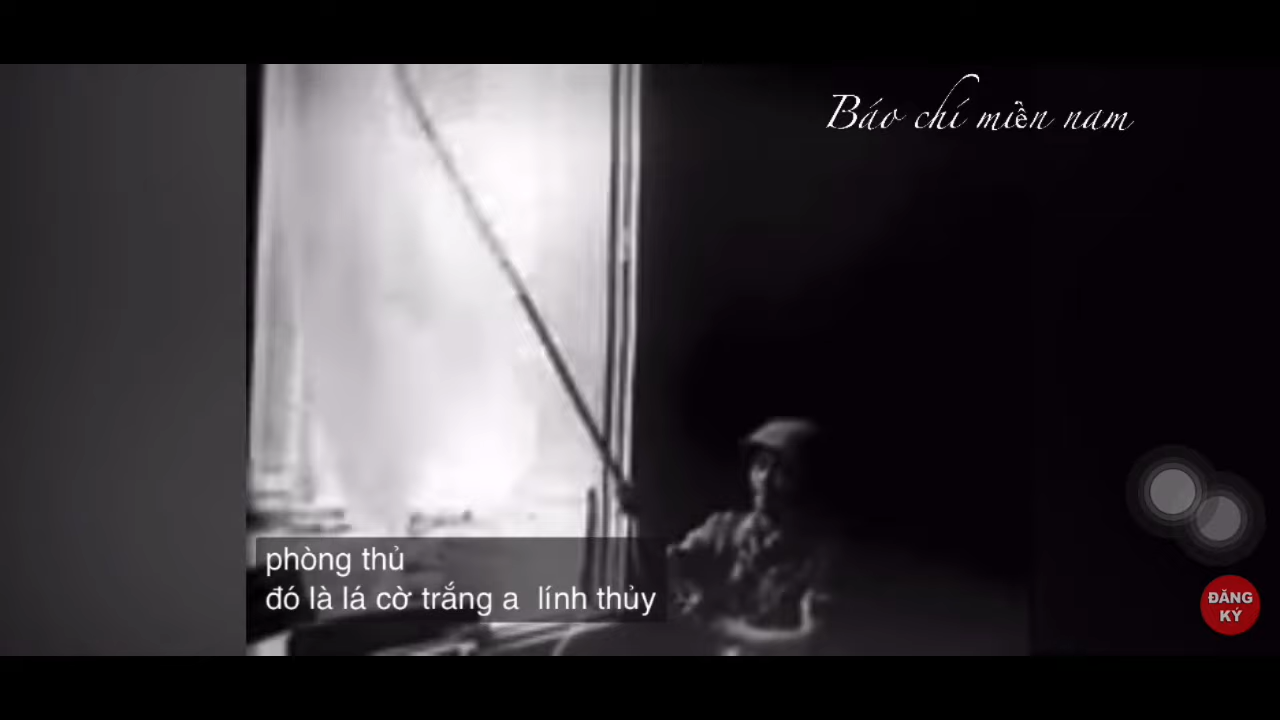 Báo chí miền nam
phòng thủ
đó là lá cờ trắng a lính thủy
ĐĂNG
KÝ